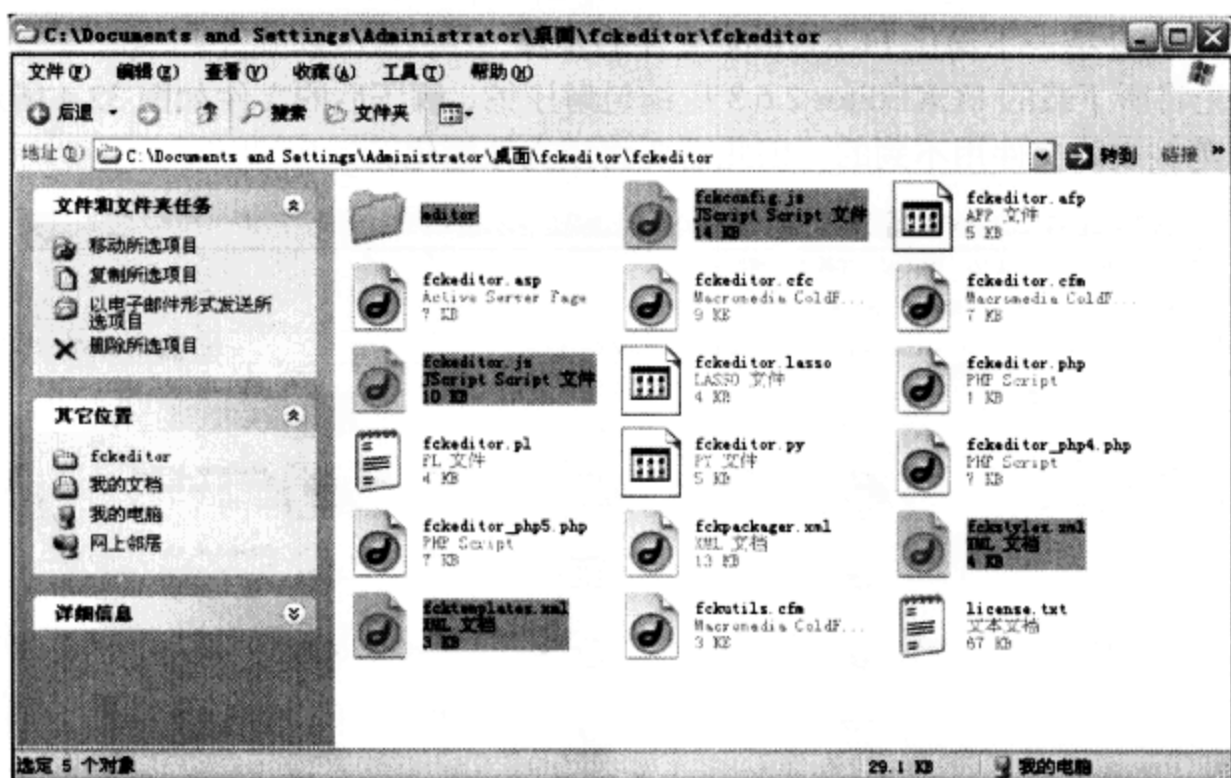 C:\Documents and Settings\Administrator\桌面\fckeditor\fckeditor
文件(F) 编辑(E) 查看(V) 收藏(A) 工具(T) 帮助(H)
后退 搜索 文件夹
地址(D) C:\Documents and Settings\Administrator\桌面\fckeditor\fckeditor 转到 链接 »
文件和文件夹任务
移动所选项目
复制所选项目
以电子邮件形式发送所
选项目
删除所选项目
其它位置
fckeditor
我的文档
我的电脑
网上邻居
详细信息
editor
fckconfig.js
JScript Script 文件
14 KB
fckeditor.afp
AFP 文件
5 KB
fckeditor.asp
Active Server Page
7 KB
fckeditor.cfc
Macromedia ColdF...
9 KB
fckeditor.cfm
Macromedia ColdF...
7 KB
fckeditor.js
JScript Script 文件
10 KB
fckeditor.lasso
LASSO 文件
4 KB
fckeditor.php
PHP Script
1 KB
fckeditor.pl
PL 文件
4 KB
fckeditor.py
PY 文件
5 KB
fckeditor_php4.php
PHP Script
7 KB
fckeditor_php5.php
PHP Script
7 KB
fckpackager.xml
XML 文档
13 KB
fckstyles.xml
XML 文档
4 KB
fcktemplates.xml
XML 文档
3 KB
fckutils.cfm
Macromedia ColdF...
3 KB
license.txt
文本文档
67 KB
选定 5 个对象 29.1 KB 我的电脑